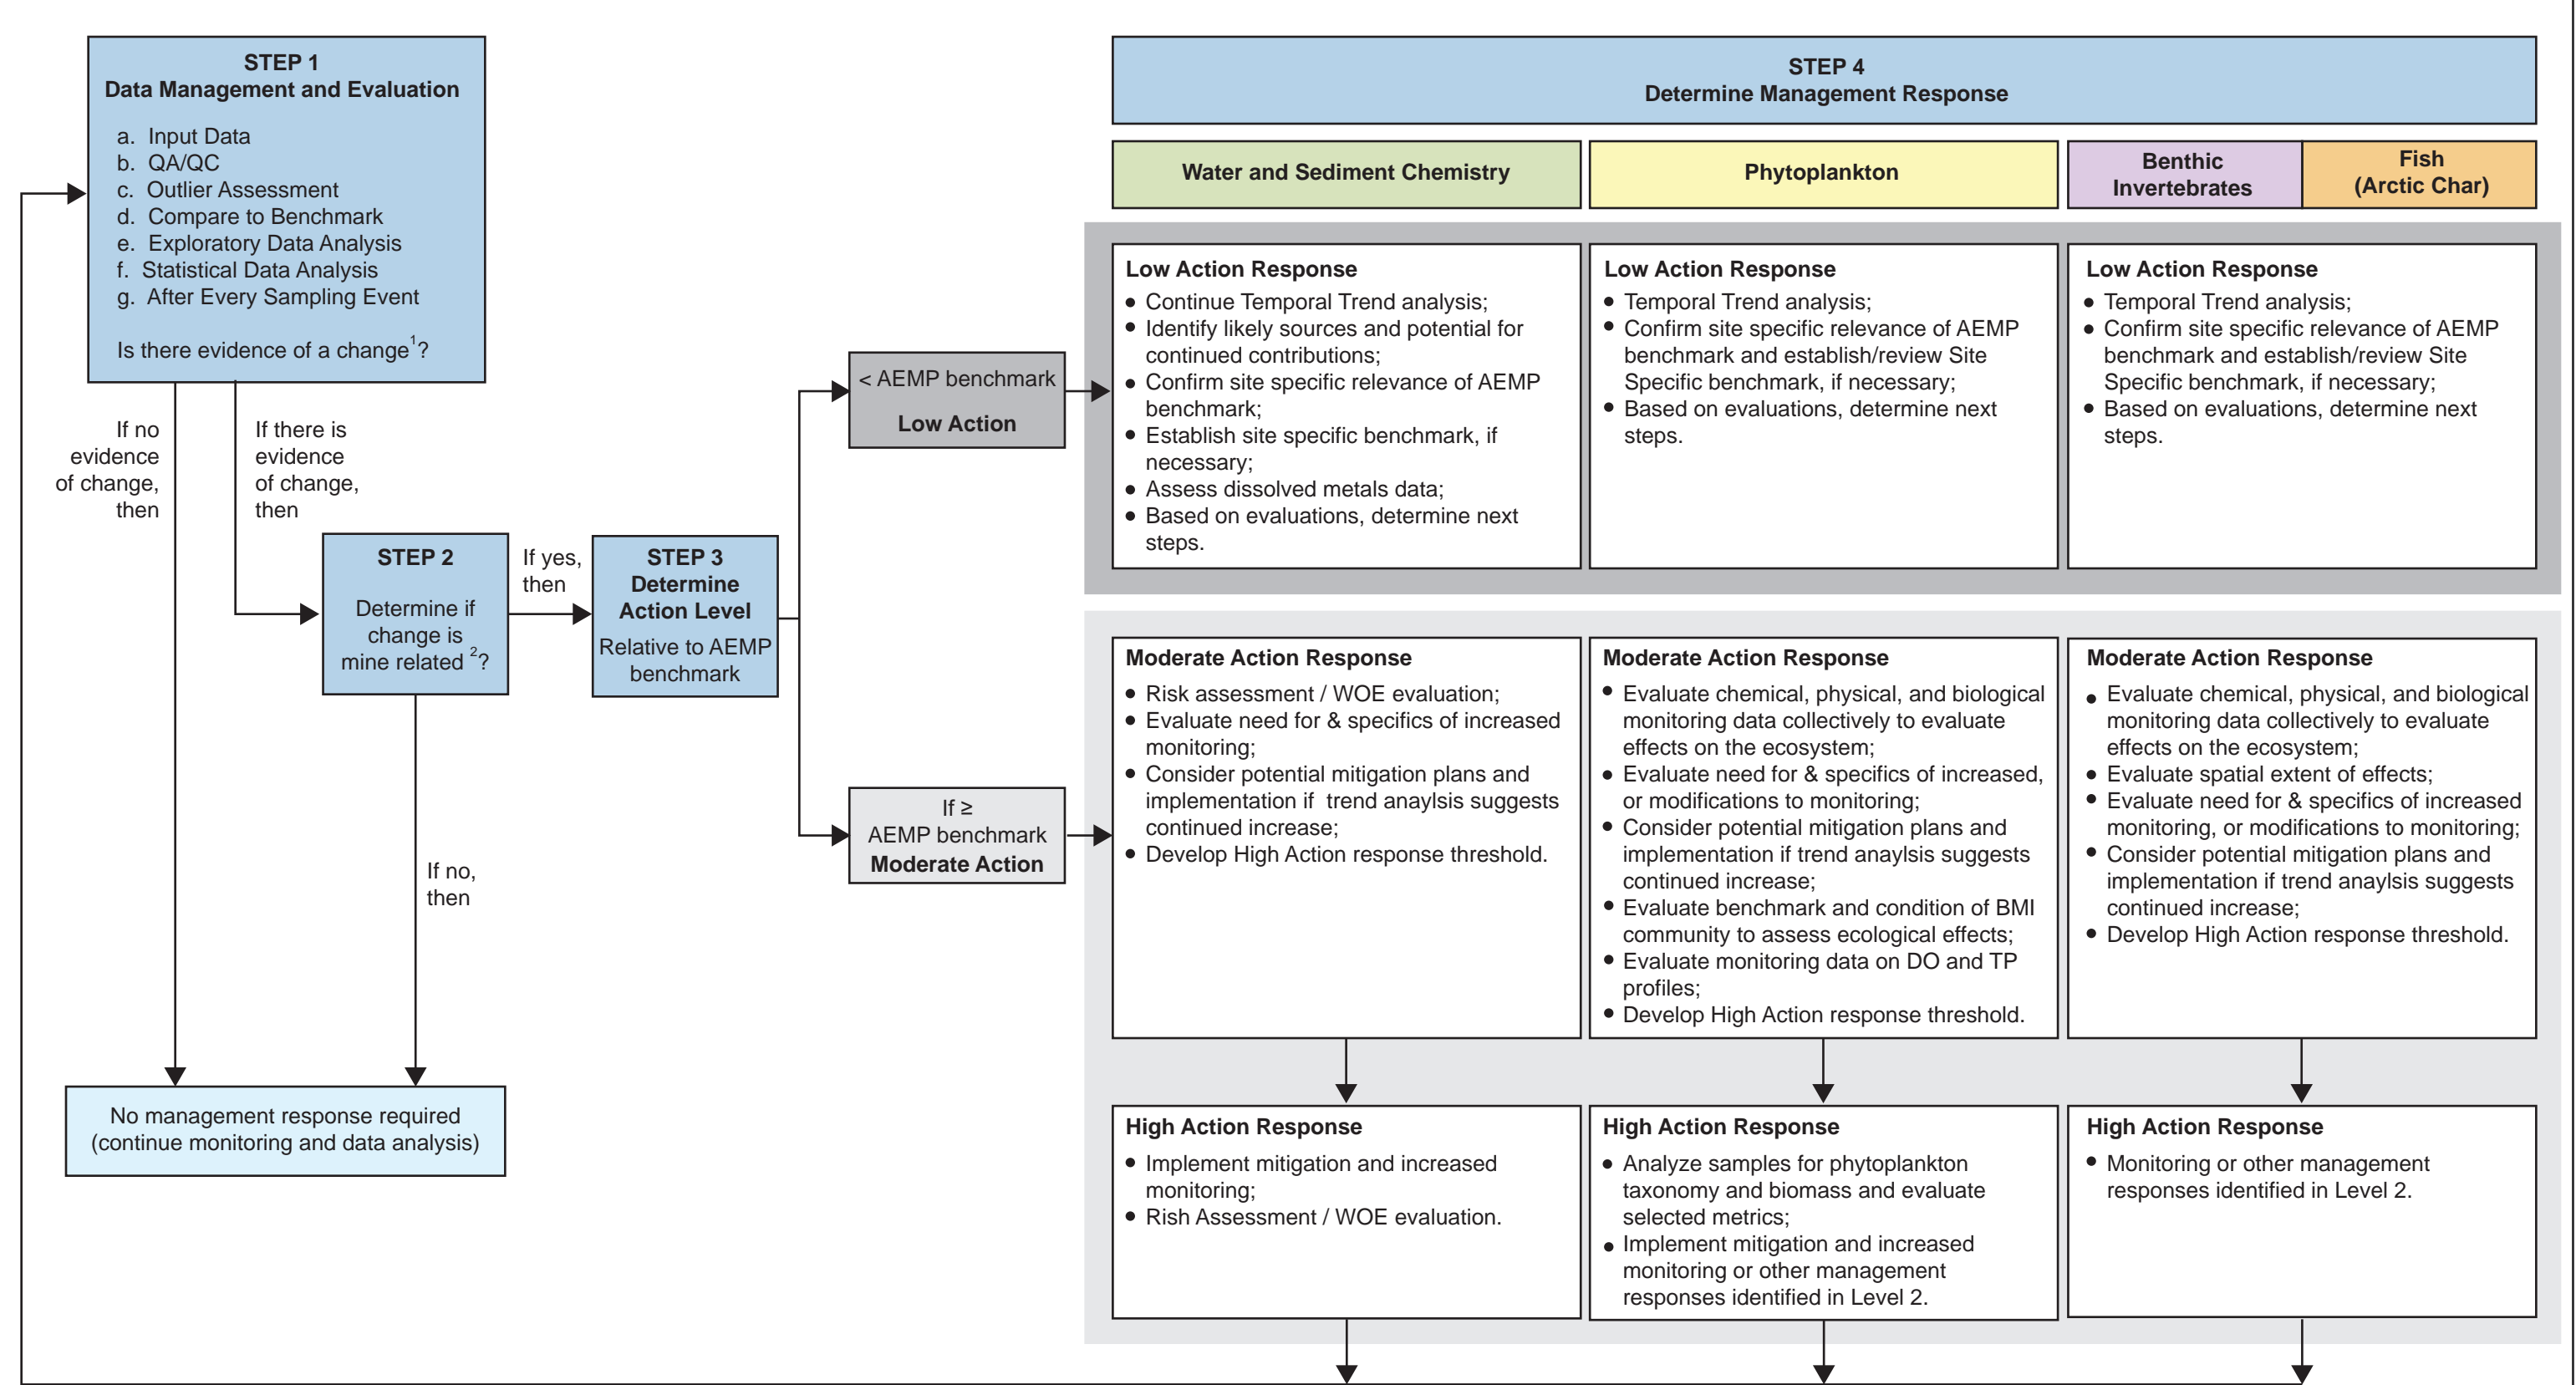 STEP 1
Data Management and Evaluation
a. Input Data
b. QA/QC
c. Outlier Assessment
d. Compare to Benchmark
e. Exploratory Data Analysis
f. Statistical Data Analysis
g. After Every Sampling Event
Is there evidence of a change1?
If no
evidence
of change,
then
If there is
evidence
of change,
then
STEP 2
Determine if
change is
mine related 2?
If yes,
then
If no,
then
No management response required
(continue monitoring and data analysis)
STEP 3
Determine
Action Level
Relative to AEMP
benchmark
< AEMP benchmark
Low Action
If ≥
AEMP benchmark
Moderate Action
STEP 4
Determine Management Response
Water and Sediment Chemistry
Phytoplankton
Benthic
Invertebrates
Fish
(Arctic Char)
Low Action Response
• Continue Temporal Trend analysis;
• Identify likely sources and potential for
continued contributions;
• Confirm site specific relevance of AEMP
benchmark;
• Establish site specific benchmark, if
necessary;
• Assess dissolved metals data;
• Based on evaluations, determine next
steps.
Low Action Response
• Temporal Trend analysis;
• Confirm site specific relevance of AEMP
benchmark and establish/review Site
Specific benchmark, if necessary;
• Based on evaluations, determine next
steps.
Low Action Response
• Temporal Trend analysis;
• Confirm site specific relevance of AEMP
benchmark and establish/review Site
Specific benchmark, if necessary;
• Based on evaluations, determine next
steps.
Moderate Action Response
• Risk assessment / WOE evaluation;
• Evaluate need for & specifics of increased
monitoring;
• Consider potential mitigation plans and
implementation if trend anaylsis suggests
continued increase;
• Develop High Action response threshold.
Moderate Action Response
• Evaluate chemical, physical, and biological
monitoring data collectively to evaluate
effects on the ecosystem;
• Evaluate need for & specifics of increased,
or modifications to monitoring;
• Consider potential mitigation plans and
implementation if trend anaylsis suggests
continued increase;
• Evaluate benchmark and condition of BMI
community to assess ecological effects;
• Evaluate monitoring data on DO and TP
profiles;
• Develop High Action response threshold.
Moderate Action Response
• Evaluate chemical, physical, and biological
monitoring data collectively to evaluate
effects on the ecosystem;
• Evaluate spatial extent of effects;
• Evaluate need for & specifics of increased
monitoring, or modifications to monitoring;
• Consider potential mitigation plans and
implementation if trend anaylsis suggests
continued increase;
• Develop High Action response threshold.
High Action Response
• Implement mitigation and increased
monitoring;
• Rish Assessment / WOE evaluation.
High Action Response
• Analyze samples for phytoplankton
taxonomy and biomass and evaluate
selected metrics;
• Implement mitigation and increased
monitoring or other management
responses identified in Level 2.
High Action Response
• Monitoring or other management
responses identified in Level 2.